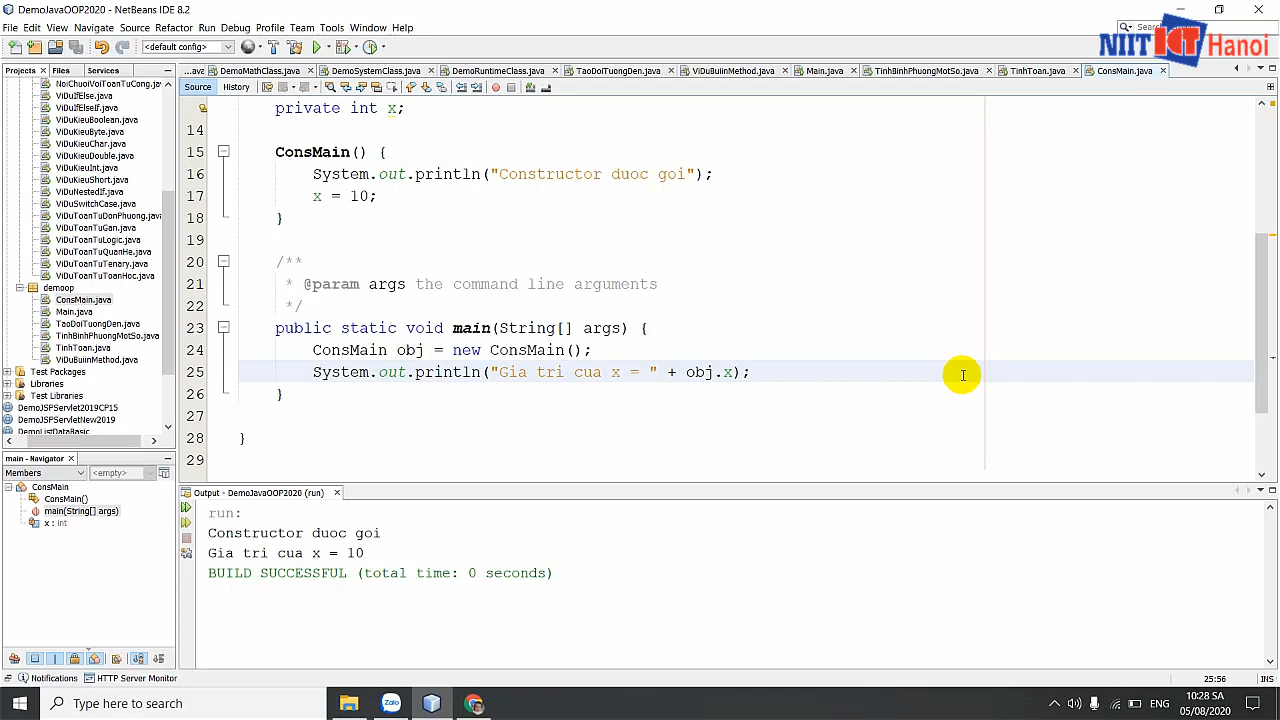 DemoJavaOOP2020 - NetBeans IDE 8.2
File Edit View Navigate Source Refactor Run Debug Profile Team Tools Window Help
NIIT ICT Hanoi
<default config>
Projects Files Services
...ava DemoMathClass.java DemoSystemClass.java DemoRuntimeClass.java TaoDoiTuongDen.java ViDuBuiinMethod.java Main.java TinhBinhPhuongMotSo.java TinhToan.java ConsMain.java
Source History
NoiChuoiVoiToanTuCong.java
ViDuIfElse.java
ViDuIfElseIf.java
ViDuKieuBoolean.java
ViDuKieuByte.java
ViDuKieuChar.java
ViDuKieuDouble.java
ViDuKieuInt.java
ViDuKieuShort.java
ViDuNestedIf.java
ViDuSwitchCase.java
ViDuToanTuDonPhuong.java
ViDuToanTuGan.java
ViDuToanTuLogic.java
ViDuToanTuQuanHe.java
ViDuToanTuTenary.java
ViDuToanTuToanHoc.java
demoop
ConsMain.java
Main.java
TaoDoiTuongDen.java
TinhBinhPhuongMotSo.java
TinhToan.java
ViDuBuiinMethod.java
Test Packages
Libraries
Test Libraries
DemoJSPServlet2019CP15
DemoJSPServletNew2019
DemoListDataBasic
private int x;
14
15 ConsMain() {
16 System.out.println("Constructor duoc goi");
17 x = 10;
18 }
19
20 /**
21 * @param args the command line arguments
22 */
23 public static void main(String[] args) {
24 ConsMain obj = new ConsMain();
25 System.out.println("Gia tri cua x = " + obj.x);
26 }
27
28 }
29
main - Navigator
Members <empty>
ConsMain
ConsMain()
main(String[] args)
x : int
Output - DemoJavaOOP2020 (run)
run:
Constructor duoc goi
Gia tri cua x = 10
BUILD SUCCESSFUL (total time: 0 seconds)
Notifications HTTP Server Monitor
25:56 INS
Type here to search
Zalo
ENG
10:28 SA
05/08/2020